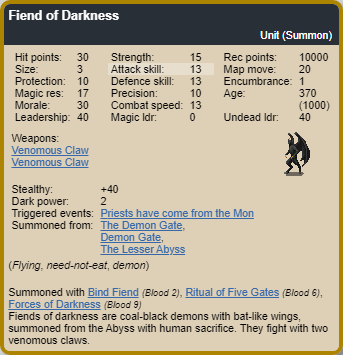 Fiend of Darkness
Unit (Summon)
Hit points: 30 Strength: 15 Rec points: 10000
Size: 3 Attack skill: 13 Map move: 20
Protection: 10 Defence skill: 13 Encumbrance: 1
Magic res: 17 Precision: 10 Age: 370
Morale: 30 Combat speed: 13 (1000)
Leadership: 40 Magic ldr: 0 Undead ldr: 40
Weapons:
Venomous Claw
Venomous Claw
Stealthy: +40
Dark power: 2
Triggered events: Priests have come from the Mon
Summoned from: The Demon Gate,
Demon Gate,
The Lesser Abyss
(Flying, need-not-eat, demon)
Summoned with Bind Fiend (Blood 2), Ritual of Five Gates (Blood 6),
Forces of Darkness (Blood 9)
Fiends of darkness are coal-black demons with bat-like wings,
summoned from the Abyss with human sacrifice. They fight with two
venomous claws.